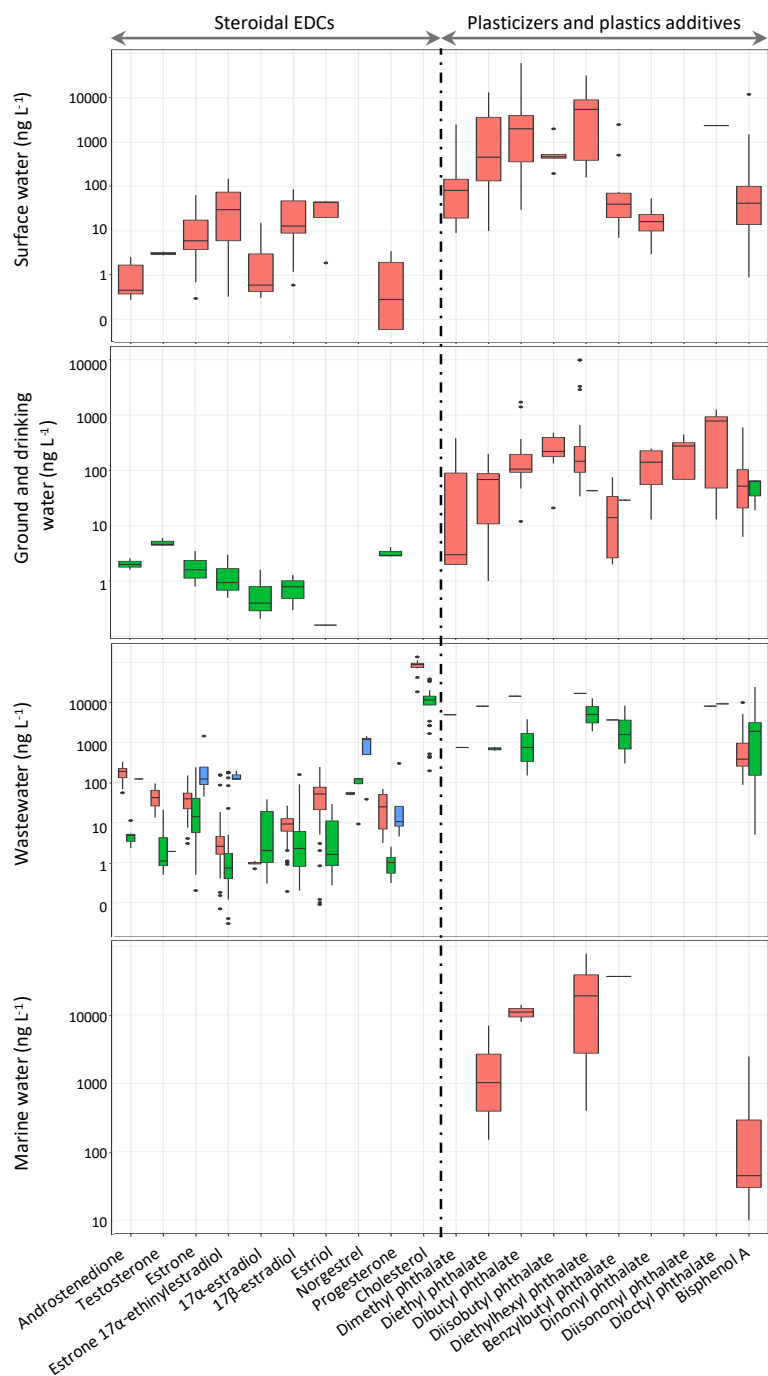 Steroidal EDCs
Plasticizers and plastics additives
Surface water (ng L-1)
10000
1000
100
10
1
0
Ground and drinking
water (ng L-1)
10000
1000
100
10
1
Wastewater (ng L-1)
10000
1000
100
10
1
0
Marine water (ng L-1)
10000
1000
100
10
Androstenedione
Testosterone
Estrone
Estrone 17α-ethinylestradiol
17α-estradiol
17β-estradiol
Estriol
Norgestrel
Progesterone
Cholesterol
Dimethyl phthalate
Diethyl phthalate
Dibutyl phthalate
Diisobutyl phthalate
Diethylhexyl phthalate
Benzylbutyl phthalate
Dinonyl phthalate
Diisononyl phthalate
Dioctyl phthalate
Bisphenol A